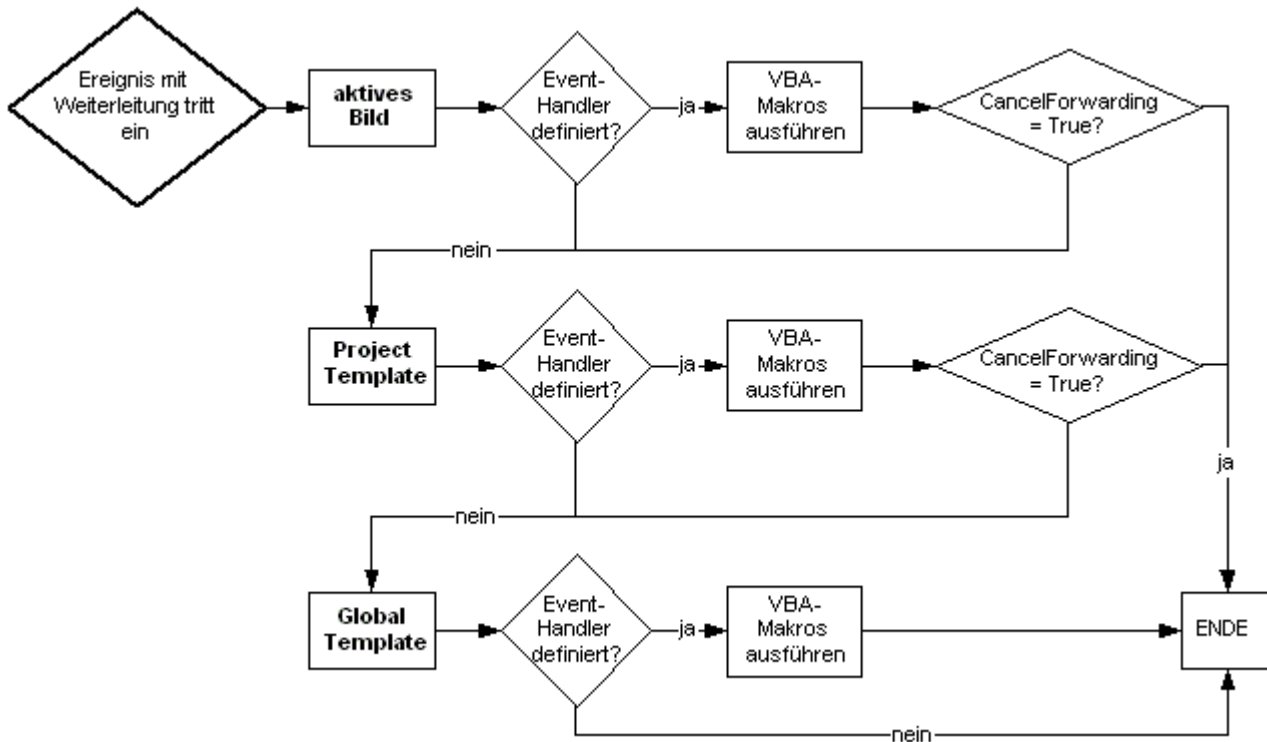 Ereignis mit
Weiterleitung tritt
ein
aktives
Bild
Event-
Handler
definiert?
ja
VBA-
Makros
ausführen
CancelForwarding
= True?
nein
Project
Template
Event-
Handler
definiert?
ja
VBA-
Makros
ausführen
CancelForwarding
= True?
ja
nein
Global
Template
Event-
Handler
definiert?
ja
VBA-
Makros
ausführen
ENDE
nein